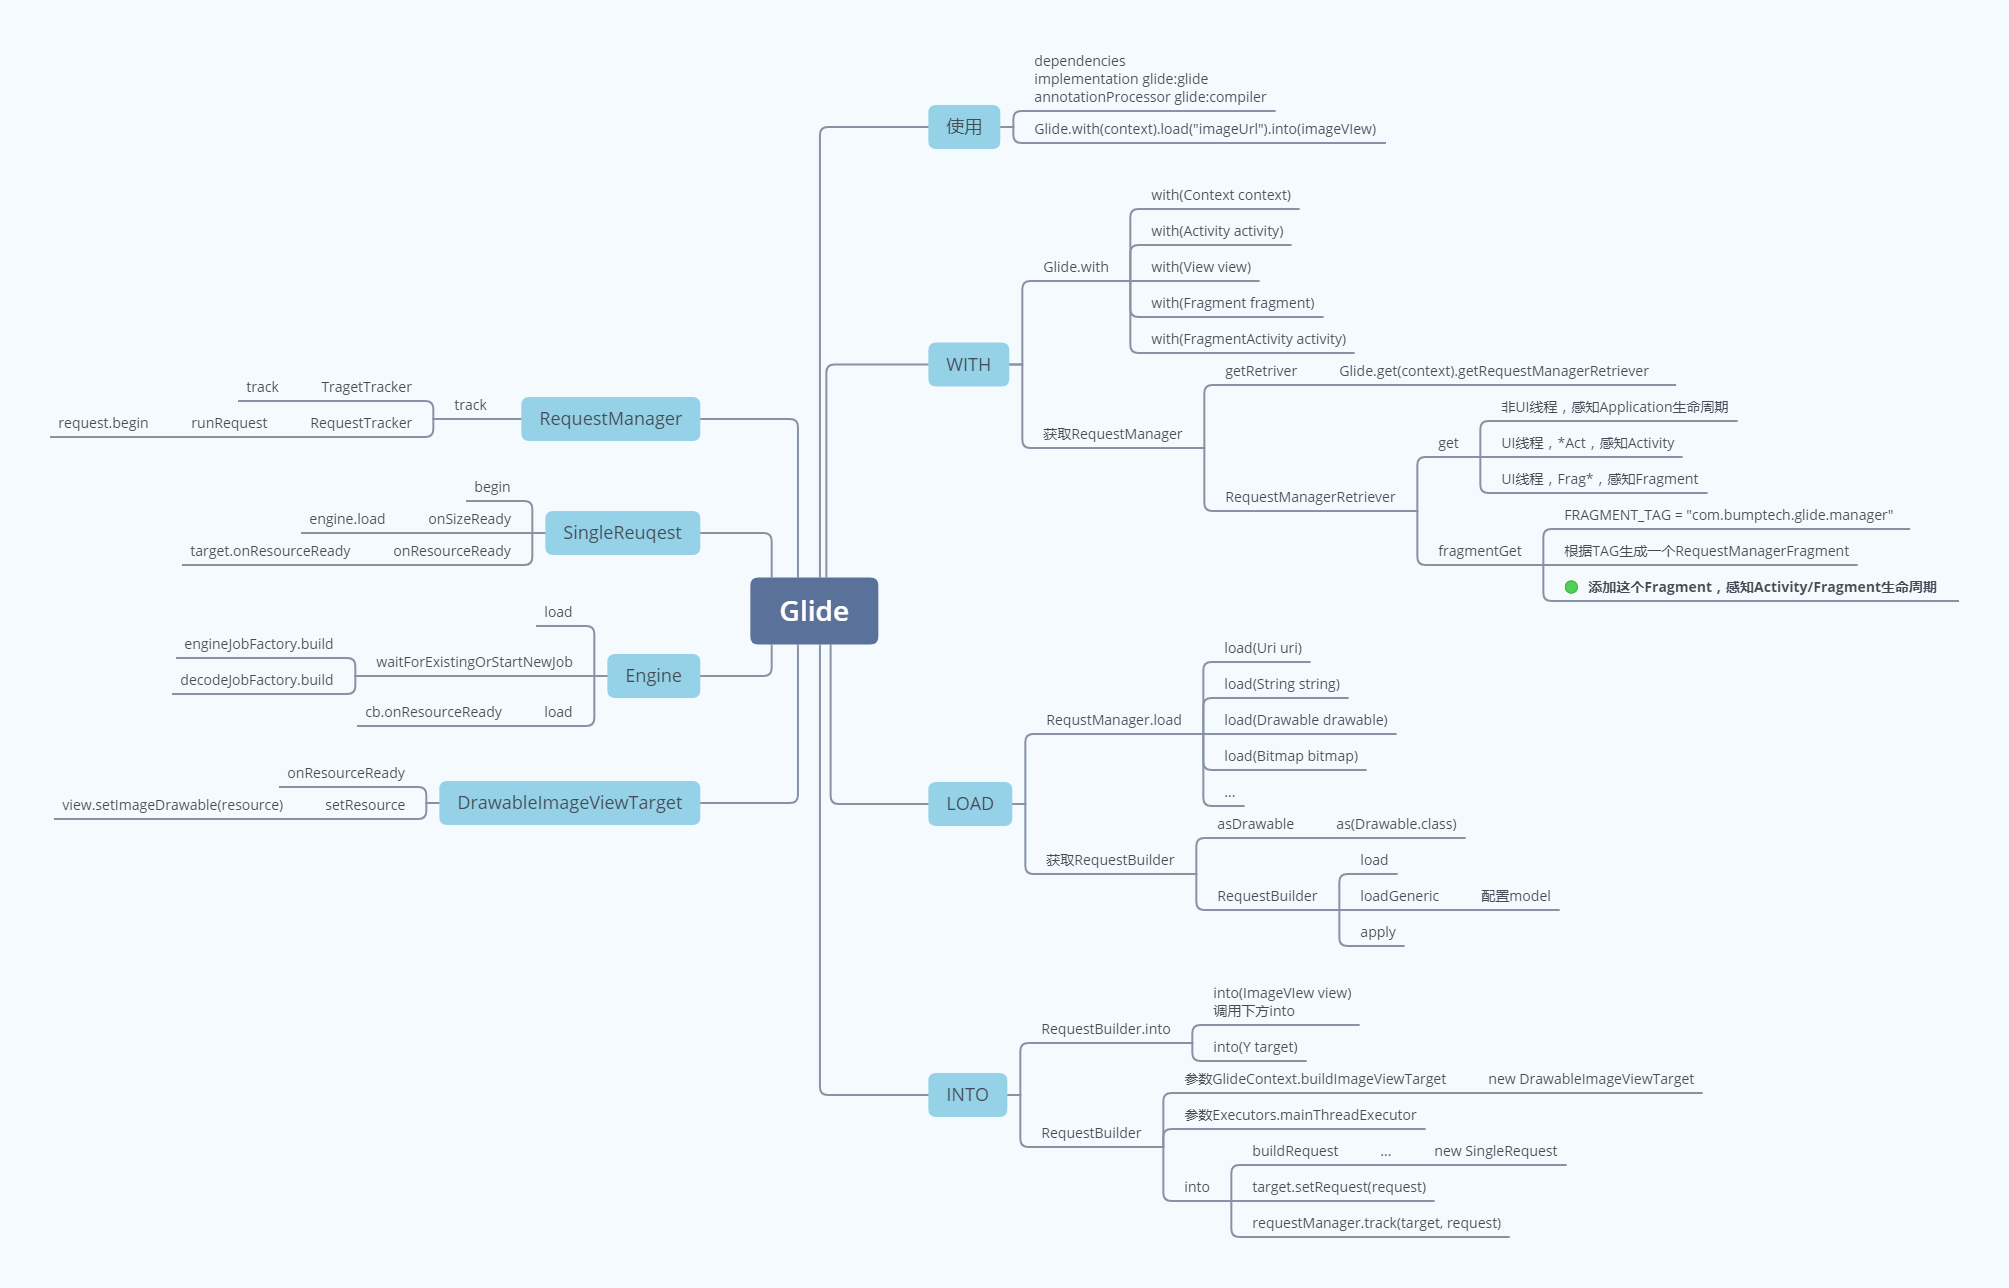 Glide
使用
dependencies
implementation glide:glide
annotationProcessor glide:compiler
Glide.with(context).load("imageUrl").into(imageVIew)
WITH
Glide.with
with(Context context)
with(Activity activity)
with(View view)
with(Fragment fragment)
with(FragmentActivity activity)
获取RequestManager
getRetriver
Glide.get(context).getRequestManagerRetriever
RequestManagerRetriever
get
非UI线程，感知Application生命周期
UI线程，*Act，感知Activity
UI线程，Frag*，感知Fragment
fragmentGet
FRAGMENT_TAG = "com.bumptech.glide.manager"
根据TAG生成一个RequestManagerFragment
添加这个Fragment，感知Activity/Fragment生命周期
LOAD
RequstManager.load
load(Uri uri)
load(String string)
load(Drawable drawable)
load(Bitmap bitmap)
...
获取RequestBuilder
asDrawable
as(Drawable.class)
RequestBuilder
load
loadGeneric
配置model
apply
INTO
RequestBuilder.into
into(ImageVIew view)
调用下方into
into(Y target)
RequestBuilder
参数GlideContext.buildImageViewTarget
new DrawableImageViewTarget
参数Executors.mainThreadExecutor
into
buildRequest
...
new SingleRequest
target.setRequest(request)
requestManager.track(target, request)
RequestManager
track
TragetTracker
track
RequestTracker
runRequest
request.begin
SingleReuqest
begin
onSizeReady
engine.load
onResourceReady
target.onResourceReady
Engine
load
waitForExistingOrStartNewJob
engineJobFactory.build
decodeJobFactory.build
load
cb.onResourceReady
DrawableImageViewTarget
onResourceReady
setResource
view.setImageDrawable(resource)